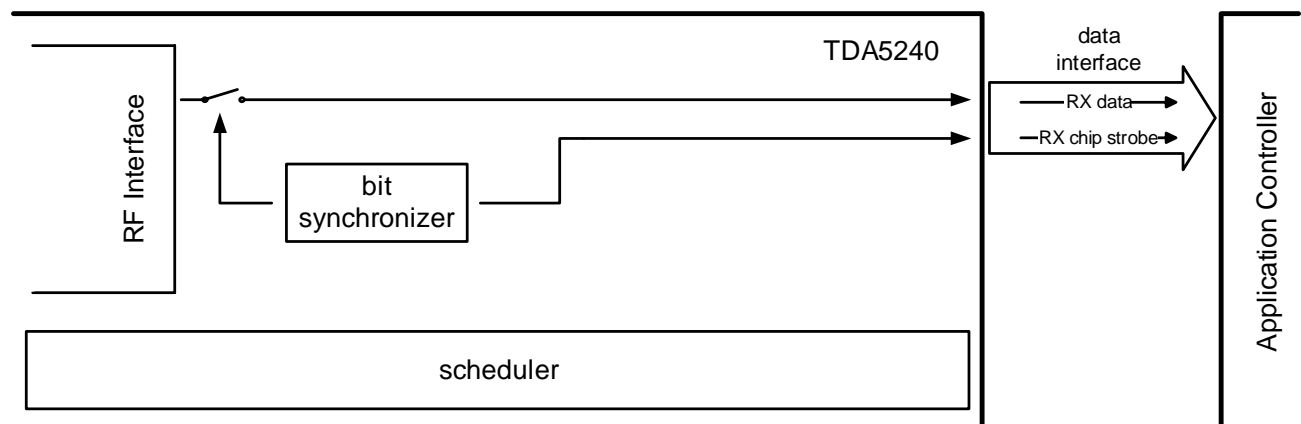 TDA5240
data
interface
RF Interface
RX data
RX chip strobe
bit
synchronizer
Application Controller
scheduler